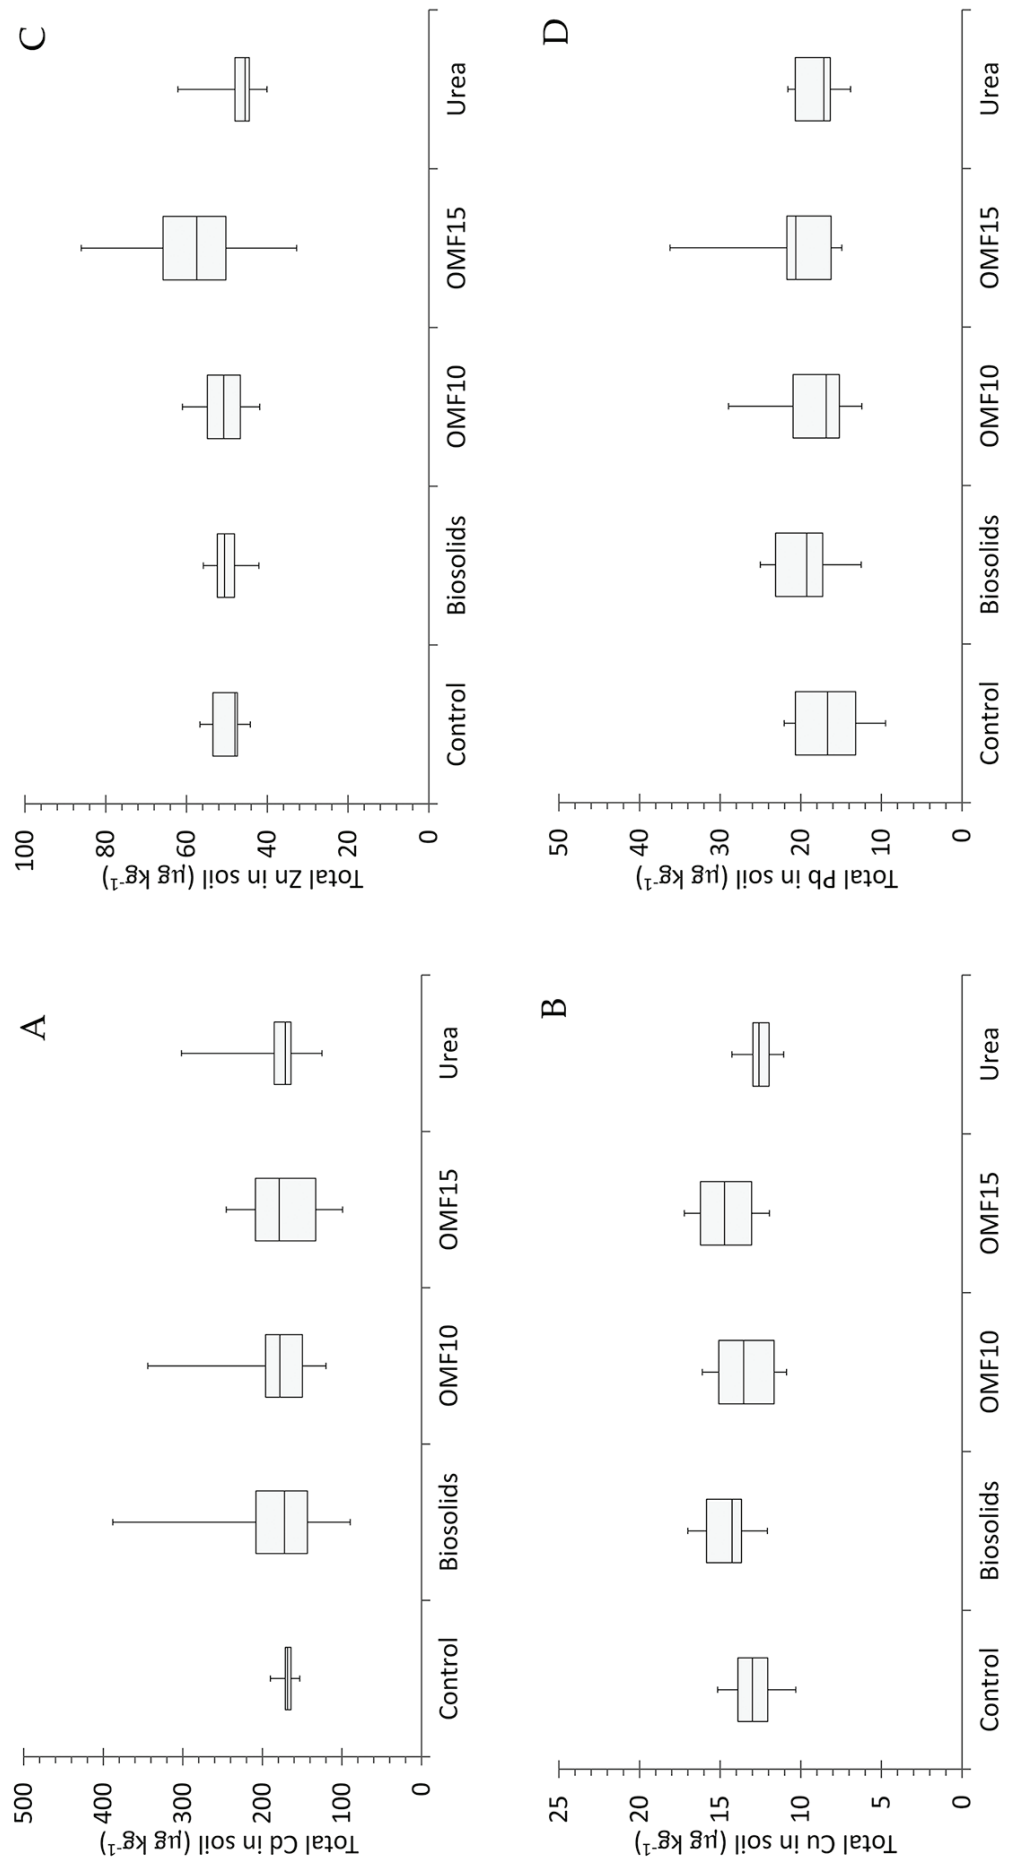 A
Total Cd in soil (µg kg-1)
500
400
300
200
100
0
Control
Biosolids
OMF10
OMF15
Urea
C
Total Zn in soil (µg kg-1)
100
80
60
40
20
0
Control
Biosolids
OMF10
OMF15
Urea
B
Total Cu in soil (µg kg-1)
25
20
15
10
5
0
Control
Biosolids
OMF10
OMF15
Urea
D
Total Pb in soil (µg kg-1)
50
40
30
20
10
0
Control
Biosolids
OMF10
OMF15
Urea